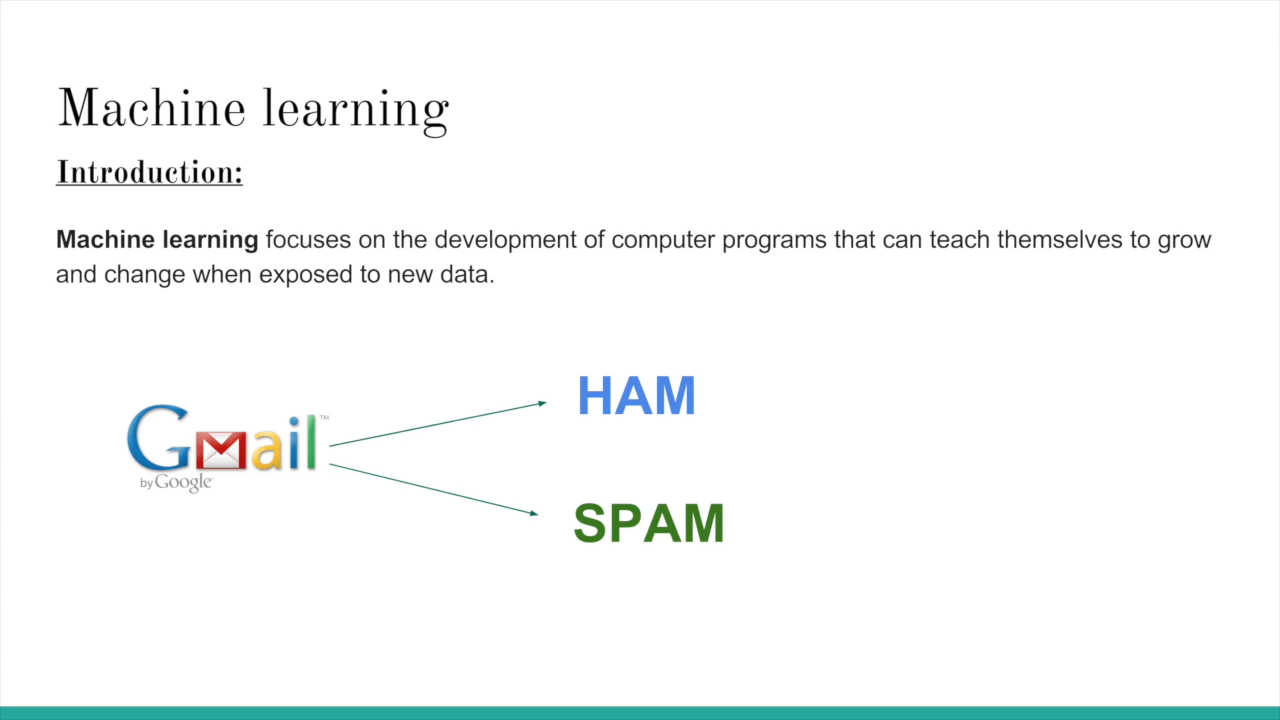 Machine learning
Introduction:
Machine learning focuses on the development of computer programs that can teach themselves to grow
and change when exposed to new data.
HAM
Gmail™
by Google
SPAM